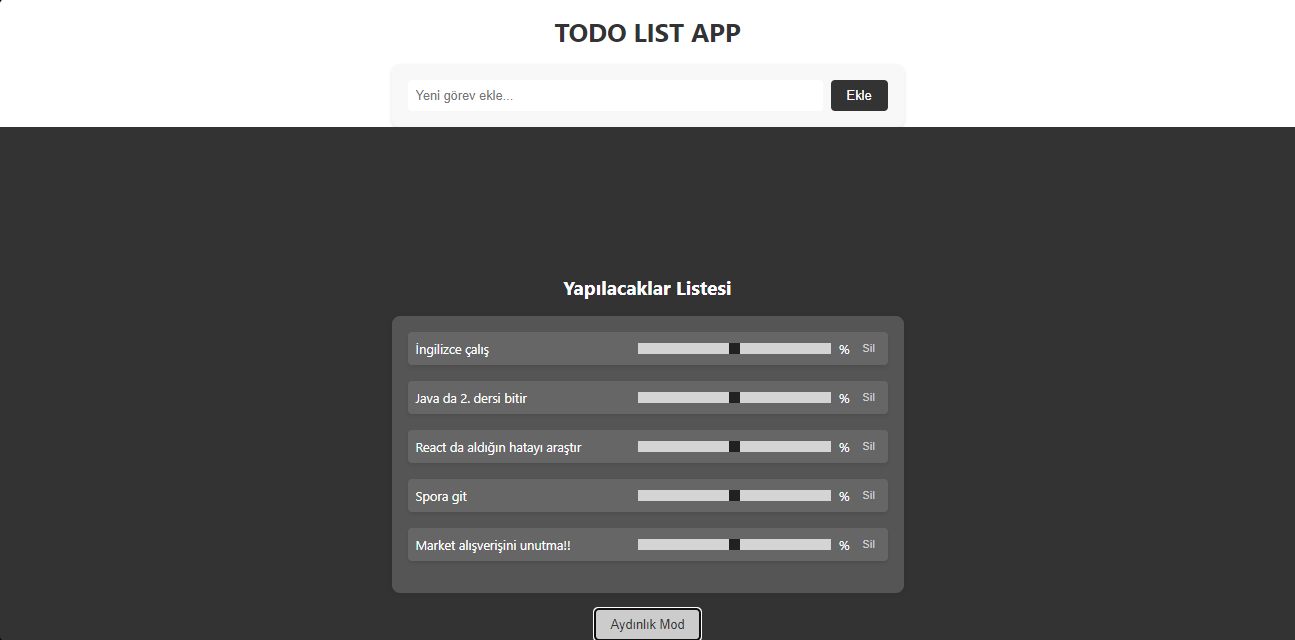 TODO LIST APP
Yeni görev ekle...
Ekle
Yapılacaklar Listesi
İngilizce çalış % Sil
Java da 2. dersi bitir % Sil
React da aldığın hatayı araştır % Sil
Spora git % Sil
Market alışverişini unutma!! % Sil
Aydınlık Mod